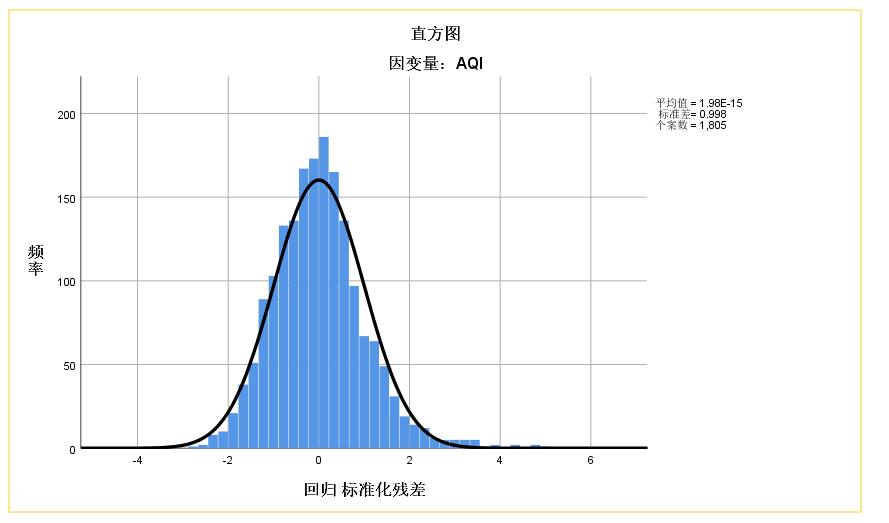 直方图
因变量：AQI
平均值 = 1.98E-15
标准差= 0.998
个案数 = 1,805
200
150
100
50
0
频率
-4 -2 0 2 4 6
回归 标准化残差